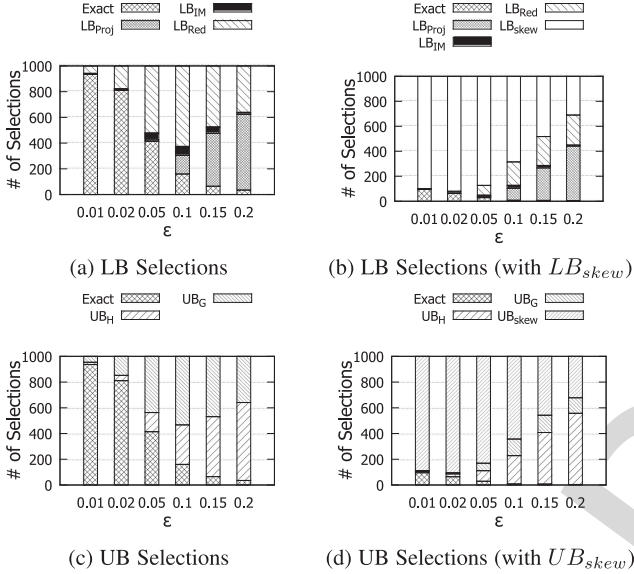 Exact LB_IM
LB_Proj LB_Red
# of Selections
1000
800
600
400
200
0
0.01 0.02 0.05 0.1 0.15 0.2
ε
(a) LB Selections
Exact LB_Red
LB_Proj LB_skew
LB_IM
# of Selections
1000
800
600
400
200
0
0.01 0.02 0.05 0.1 0.15 0.2
ε
(b) LB Selections (with LB_skew)
Exact UB_G
UB_H
# of Selections
1000
800
600
400
200
0
0.01 0.02 0.05 0.1 0.15 0.2
ε
(c) UB Selections
Exact UB_G
UB_H UB_skew
# of Selections
1000
800
600
400
200
0
0.01 0.02 0.05 0.1 0.15 0.2
ε
(d) UB Selections (with UB_skew)